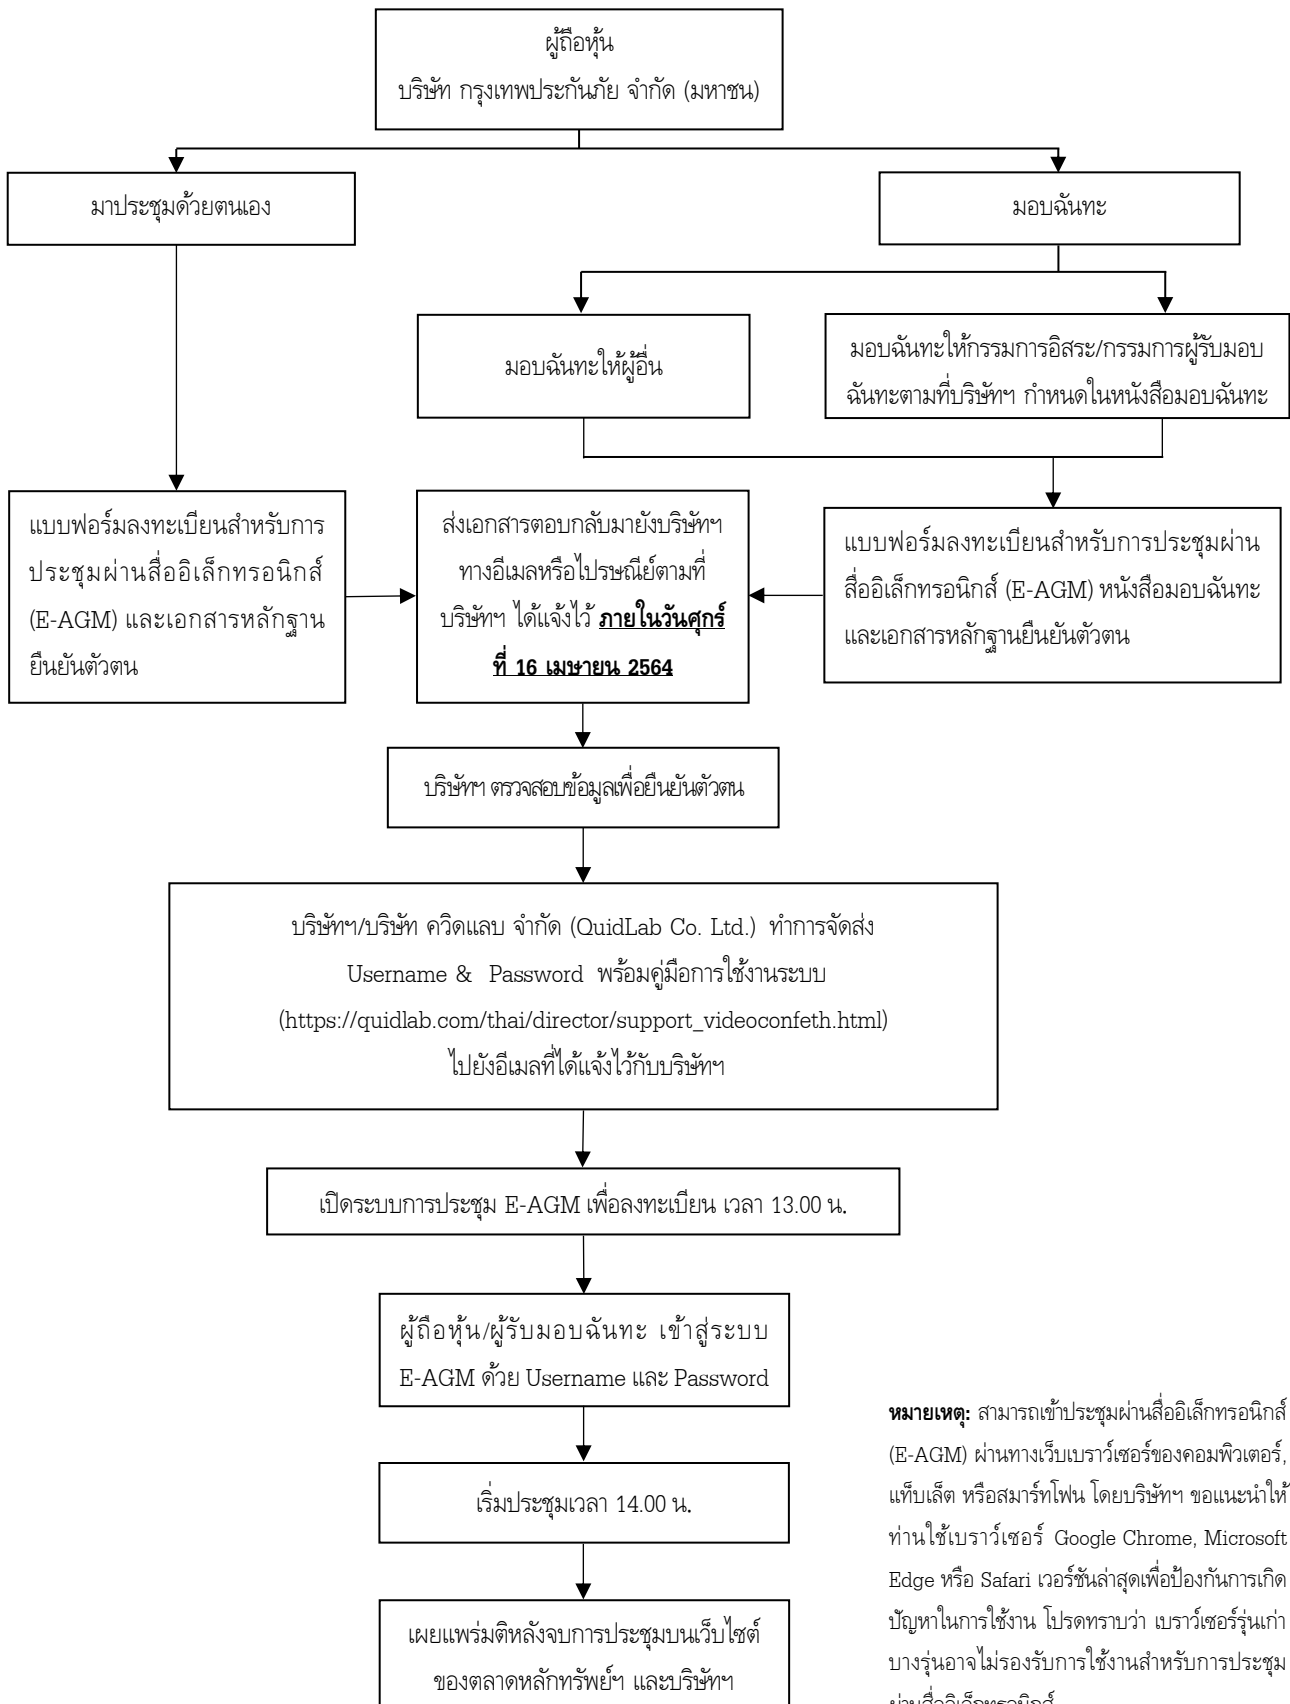 ผู้ถือหุ้น
บริษัท กรุงเทพประกันภัย จำกัด (มหาชน)
มาประชุมด้วยตนเอง
มอบฉันทะ
มอบฉันทะให้ผู้อื่น
มอบฉันทะให้กรรมการอิสระ/กรรมการผู้รับมอบ
ฉันทะตามที่บริษัทฯ กำหนดในหนังสือมอบฉันทะ
แบบฟอร์มลงทะเบียนสำหรับการ
ประชุมผ่านสื่ออิเล็กทรอนิกส์
(E-AGM) และเอกสารหลักฐาน
ยืนยันตัวตน
ส่งเอกสารตอบกลับมายังบริษัทฯ
ทางอีเมลหรือไปรษณีย์ตามที่
บริษัทฯ ได้แจ้งไว้ ภายในวันศุกร์
ที่ 16 เมษายน 2564
แบบฟอร์มลงทะเบียนสำหรับการประชุมผ่าน
สื่ออิเล็กทรอนิกส์ (E-AGM) หนังสือมอบฉันทะ
และเอกสารหลักฐานยืนยันตัวตน
บริษัทฯ ตรวจสอบข้อมูลเพื่อยืนยันตัวตน
บริษัทฯ/บริษัท ควิดแลบ จำกัด (QuidLab Co. Ltd.) ทำการจัดส่ง
Username & Password พร้อมคู่มือการใช้งานระบบ
(https://quidlab.com/thai/director/support_videoconfeth.html)
ไปยังอีเมลที่ได้แจ้งไว้กับบริษัทฯ
เปิดระบบการประชุม E-AGM เพื่อลงทะเบียน เวลา 13.00 น.
ผู้ถือหุ้น/ผู้รับมอบฉันทะ เข้าสู่ระบบ
E-AGM ด้วย Username และ Password
เริ่มประชุมเวลา 14.00 น.
เผยแพร่มติหลังจบการประชุมบนเว็บไซต์
ของตลาดหลักทรัพย์ฯ และบริษัทฯ
หมายเหตุ: สามารถเข้าประชุมผ่านสื่ออิเล็กทรอนิกส์
(E-AGM) ผ่านทางเว็บเบราว์เซอร์ของคอมพิวเตอร์,
แท็บเล็ต หรือสมาร์ทโฟน โดยบริษัทฯ ขอแนะนำให้
ท่านใช้เบราว์เซอร์ Google Chrome, Microsoft
Edge หรือ Safari เวอร์ชันล่าสุดเพื่อป้องกันการเกิด
ปัญหาในการใช้งาน โปรดทราบว่า เบราว์เซอร์รุ่นเก่า
บางรุ่นอาจไม่รองรับการใช้งานสำหรับการประชุม
ผ่านสื่ออิเล็กทรอนิกส์